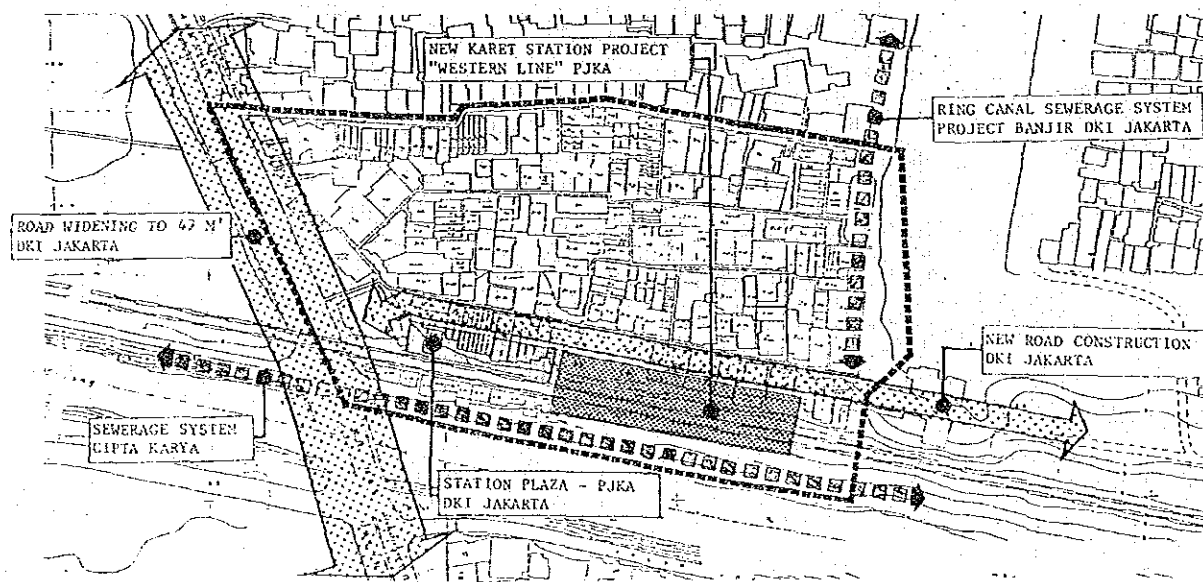 NEW KARET STATION PROJECT
"WESTERN LINE" PJKA
RING CANAL SEWERAGE SYSTEM
PROJECT BANJIR DKI JAKARTA
ROAD WIDENING TO 47 M'
DKI JAKARTA
NEW ROAD CONSTRUCTION
DKI JAKARTA
SEWERAGE SYSTEM
CIPTA KARYA
STATION PLAZA - PJKA
DKI JAKARTA